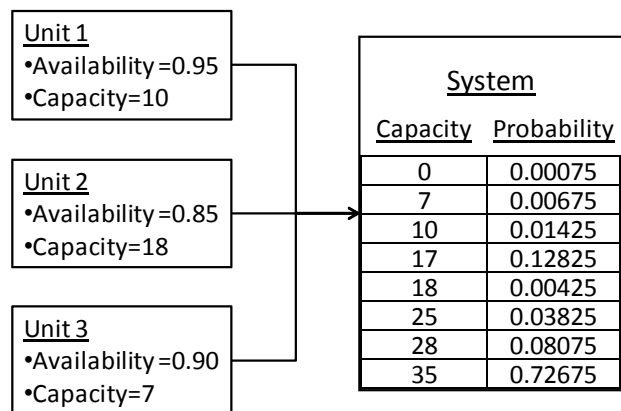 Unit 1
•Availability=0.95
•Capacity=10
Unit 2
•Availability=0.85
•Capacity=18
Unit 3
•Availability=0.90
•Capacity=7
System
Capacity Probability
0 0.00075
7 0.00675
10 0.01425
17 0.12825
18 0.00425
25 0.03825
28 0.08075
35 0.72675